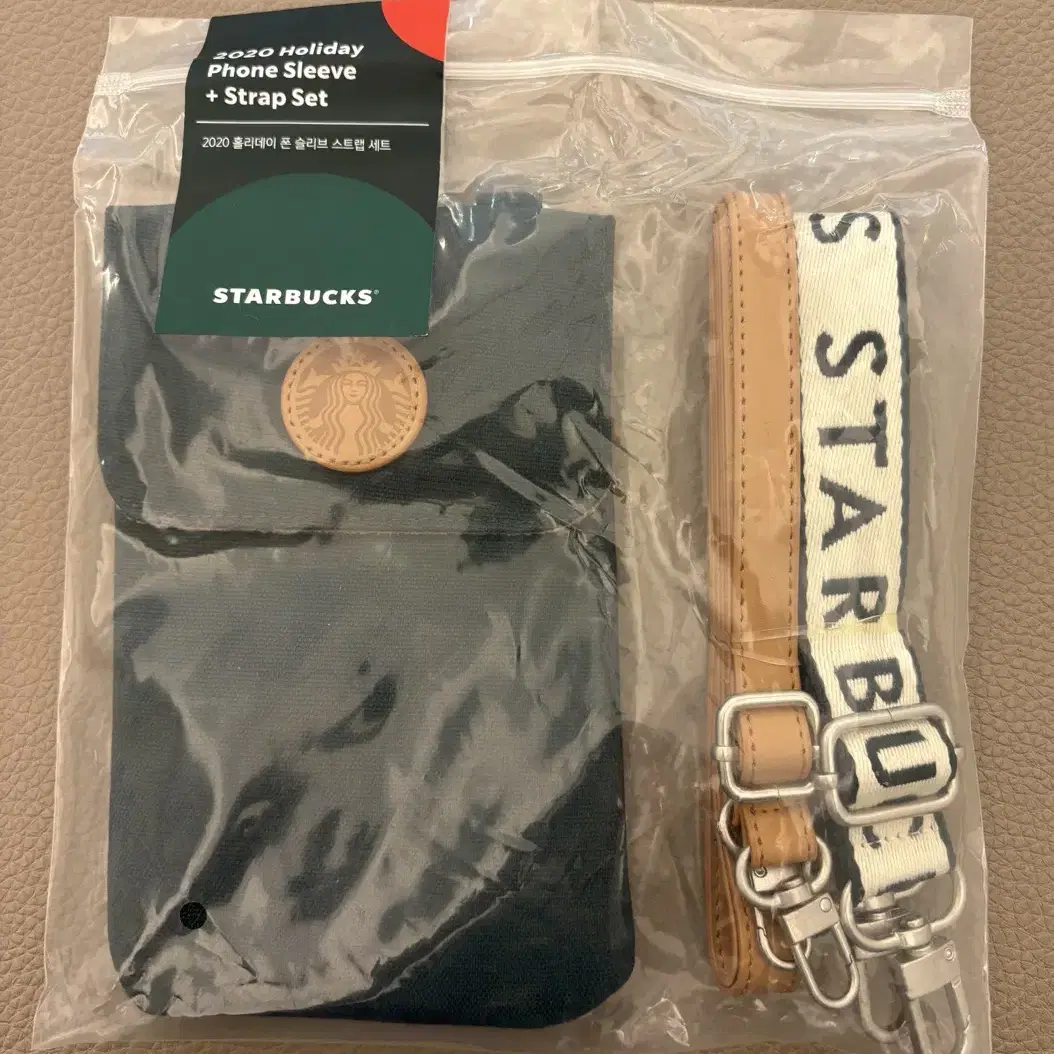 2020 Holiday
Phone Sleeve
+ Strap Set
2020 홀리데이 폰 슬리브 스트랩 세트
STARBUCKS®
S STARBUC